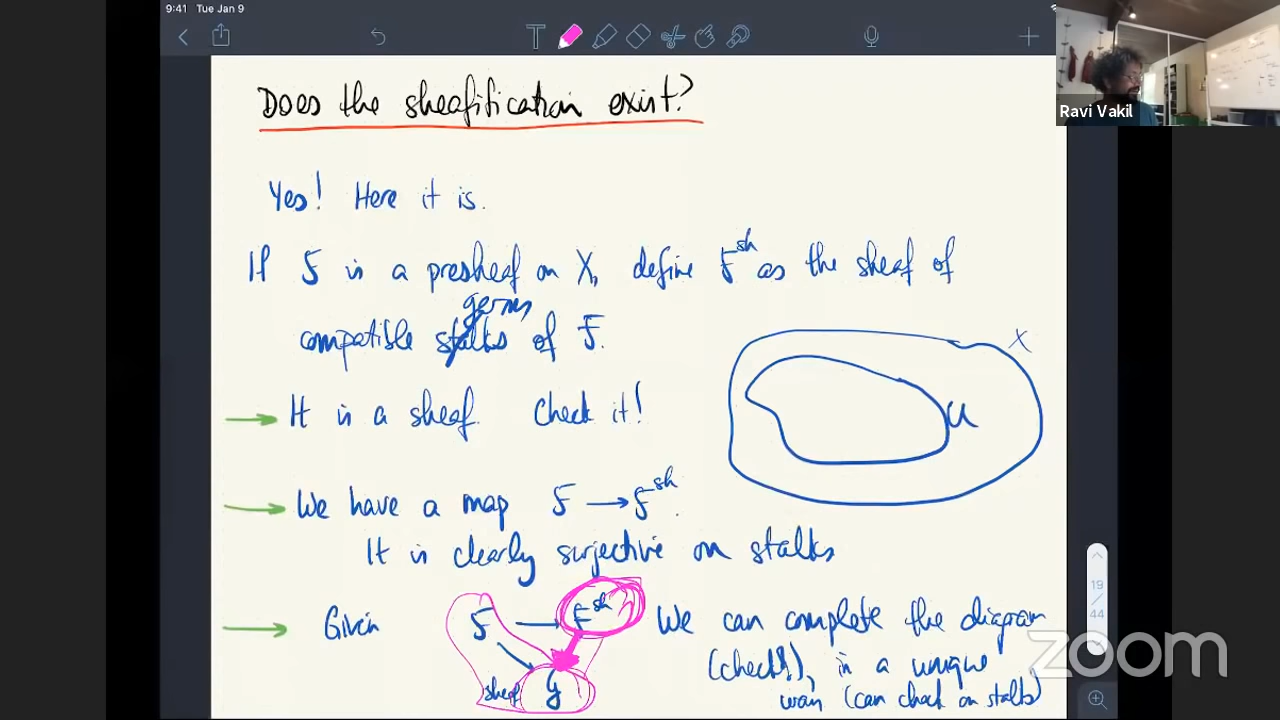 9:41 Tue Jan 9
Ravi Vakil
Does the sheafification exist?
Yes! Here it is.
If F is a presheaf on X, define F^sh as the sheaf of
germs
compatible stalks of F.
X
U
It is a sheaf. Check it!
We have a map F → F^sh.
It is clearly surjective on stalks
Given F → F^sh We can complete the diagram
(check!), in a unique
sheaf G way (can check on stalks)
19
/
44
zoom